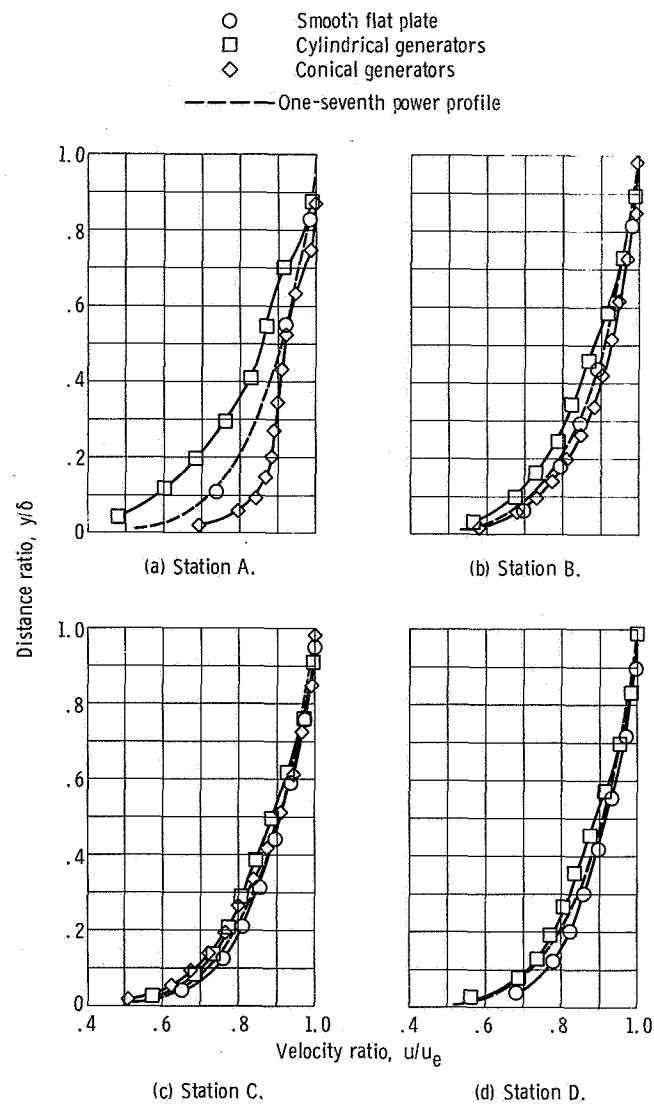 Smooth flat plate
Cylindrical generators
Conical generators
One-seventh power profile
1.0
.8
.6
.4
.2
0
(a) Station A.
(b) Station B.
Distance ratio, y/δ
1.0
.8
.6
.4
.2
0
.4 .6 .8 1.0 .4 .6 .8 1.0
Velocity ratio, u/uₑ
(c) Station C.
(d) Station D.